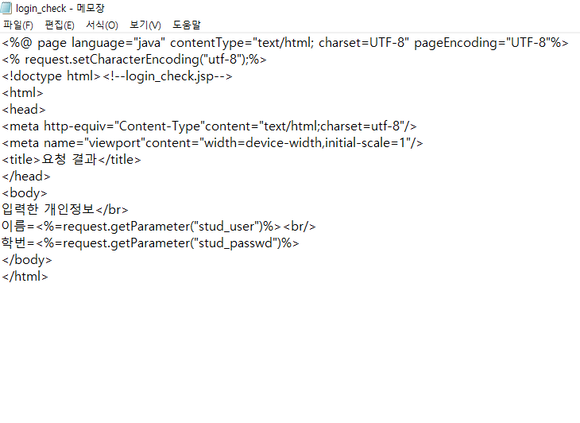 login_check - 메모장
파일(F) 편집(E) 서식(O) 보기(V) 도움말
<%@ page language="java" contentType="text/html; charset=UTF-8" pageEncoding="UTF-8"%>
<% request.setCharacterEncoding("utf-8");%>
<!doctype html><!--login_check.jsp-->
<html>
<head>
<meta http-equiv="Content-Type"content="text/html;charset=utf-8"/>
<meta name="viewport"content="width=device-width,initial-scale=1"/>
<title>요청 결과</title>
</head>
<body>
입력한 개인정보</br>
이름=<%=request.getParameter("stud_user")%><br/>
학번=<%=request.getParameter("stud_passwd")%>
</body>
</html>